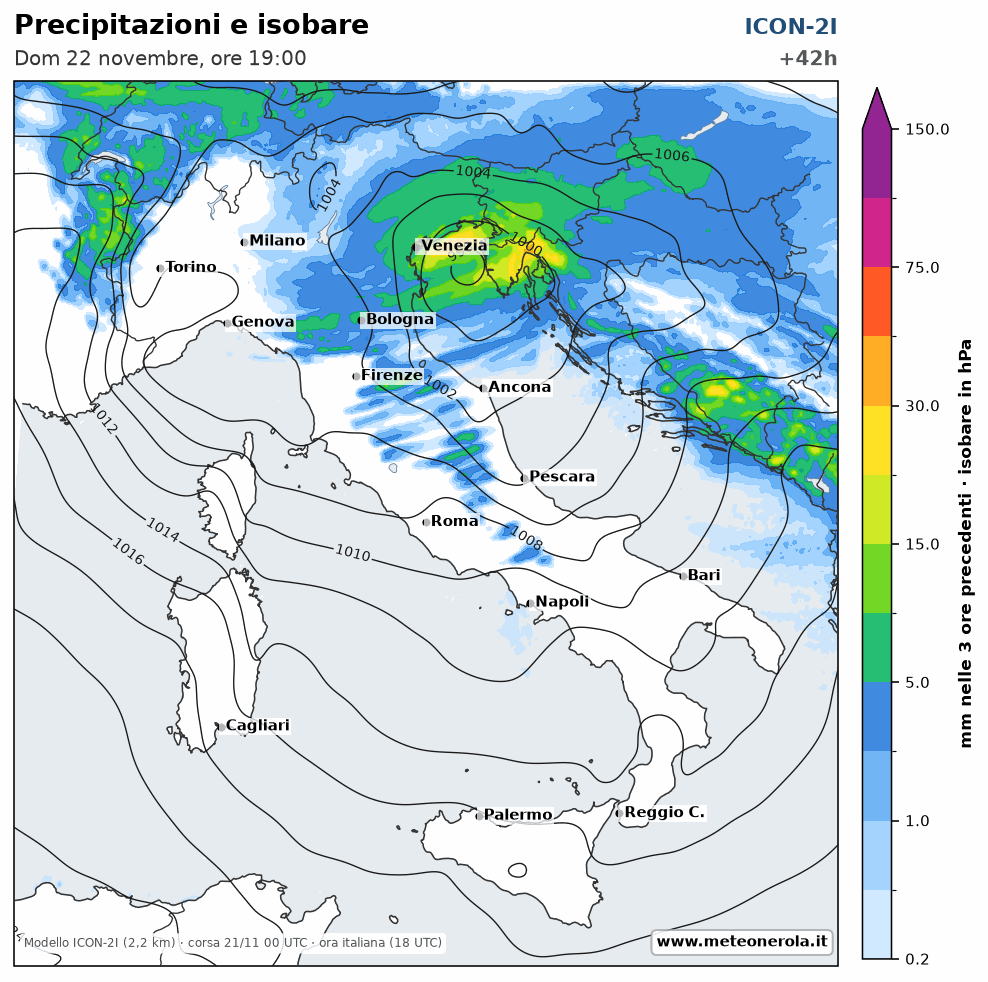 Precipitazioni e isobare
ICON-2I
Dom 22 novembre, ore 19:00
+42h
150.0
75.0
30.0
15.0
5.0
1.0
0.2
mm nelle 3 ore precedenti · isobare in hPa
1006
1004
1004
1000
Venezia
Milano
Torino
Genova
Bologna
Firenze
1002
Ancona
1012
Pescara
1014
Roma
1008
1016
1010
Bari
Napoli
Cagliari
Palermo
Reggio C.
Modello ICON-2I (2,2 km) · corsa 21/11 00 UTC · ora italiana (18 UTC)
www.meteonerola.it